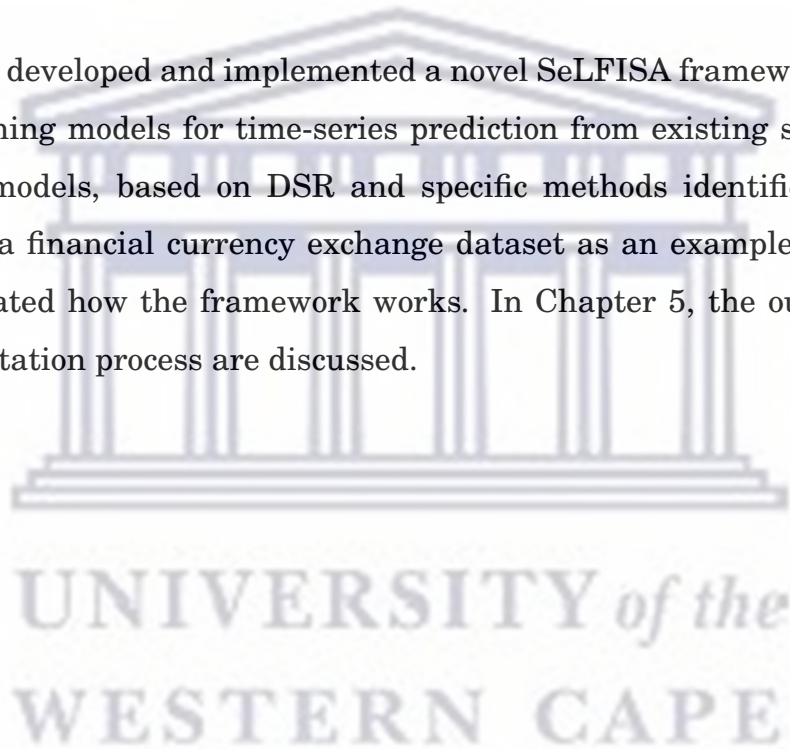 developed and implemented a novel SeLFISA framew
ning models for time-series prediction from existing s
models, based on DSR and specific methods identifi
a financial currency exchange dataset as an example
ated how the framework works. In Chapter 5, the ou
tation process are discussed.
UNIVERSITY of the
WESTERN CAPE